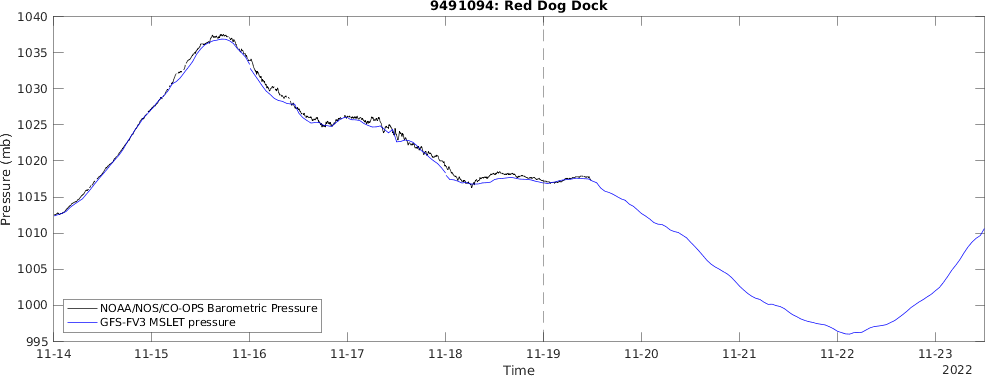 9491094: Red Dog Dock
Pressure (mb)
1040
1035
1030
1025
1020
1015
1010
1005
1000
995
NOAA/NOS/CO-OPS Barometric Pressure
GFS-FV3 MSLET pressure
11-14 11-15 11-16 11-17 11-18 11-19 11-20 11-21 11-22 11-23
Time
2022